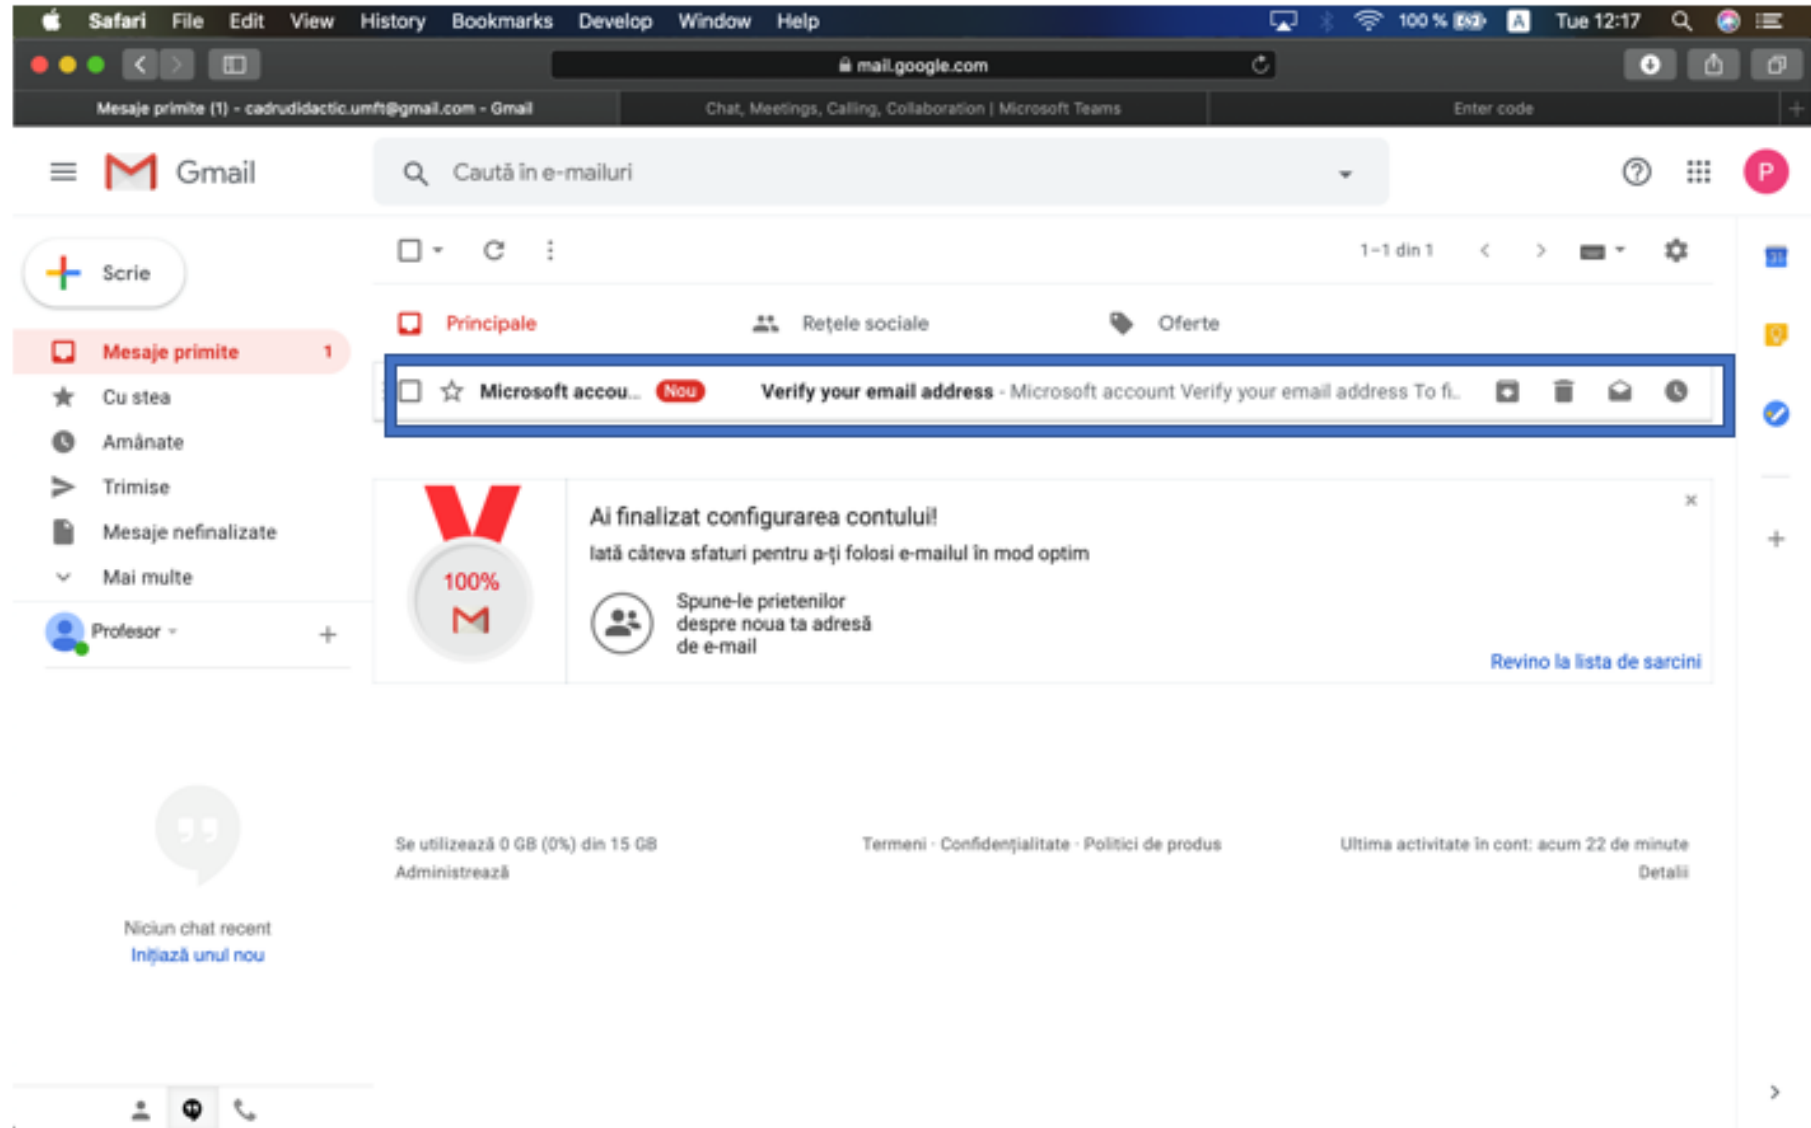 Safari File Edit View History Bookmarks Develop Window Help 100 % A Tue 12:17
mail.google.com
Mesaje primite (1) - cadrudidactic.umft@gmail.com - Gmail
Chat, Meetings, Calling, Collaboration | Microsoft Teams
Enter code
Gmail
Caută în e-mailuri
P
Scrie
1–1 din 1
31
Principale
Rețele sociale
Oferte
Mesaje primite 1
Microsoft accou... Nou Verify your email address - Microsoft account Verify your email address To fi...
Cu stea
Amânate
Trimise
Mesaje nefinalizate
Mai multe
Profesor
100%
Ai finalizat configurarea contului!
Iată câteva sfaturi pentru a-ți folosi e-mailul în mod optim
Spune-le prietenilor
despre noua ta adresă
de e-mail
Revino la lista de sarcini
Se utilizează 0 GB (0%) din 15 GB
Administrează
Termeni · Confidențialitate · Politici de produs
Ultima activitate în cont: acum 22 de minute
Detalii
Niciun chat recent
Inițiază unul nou